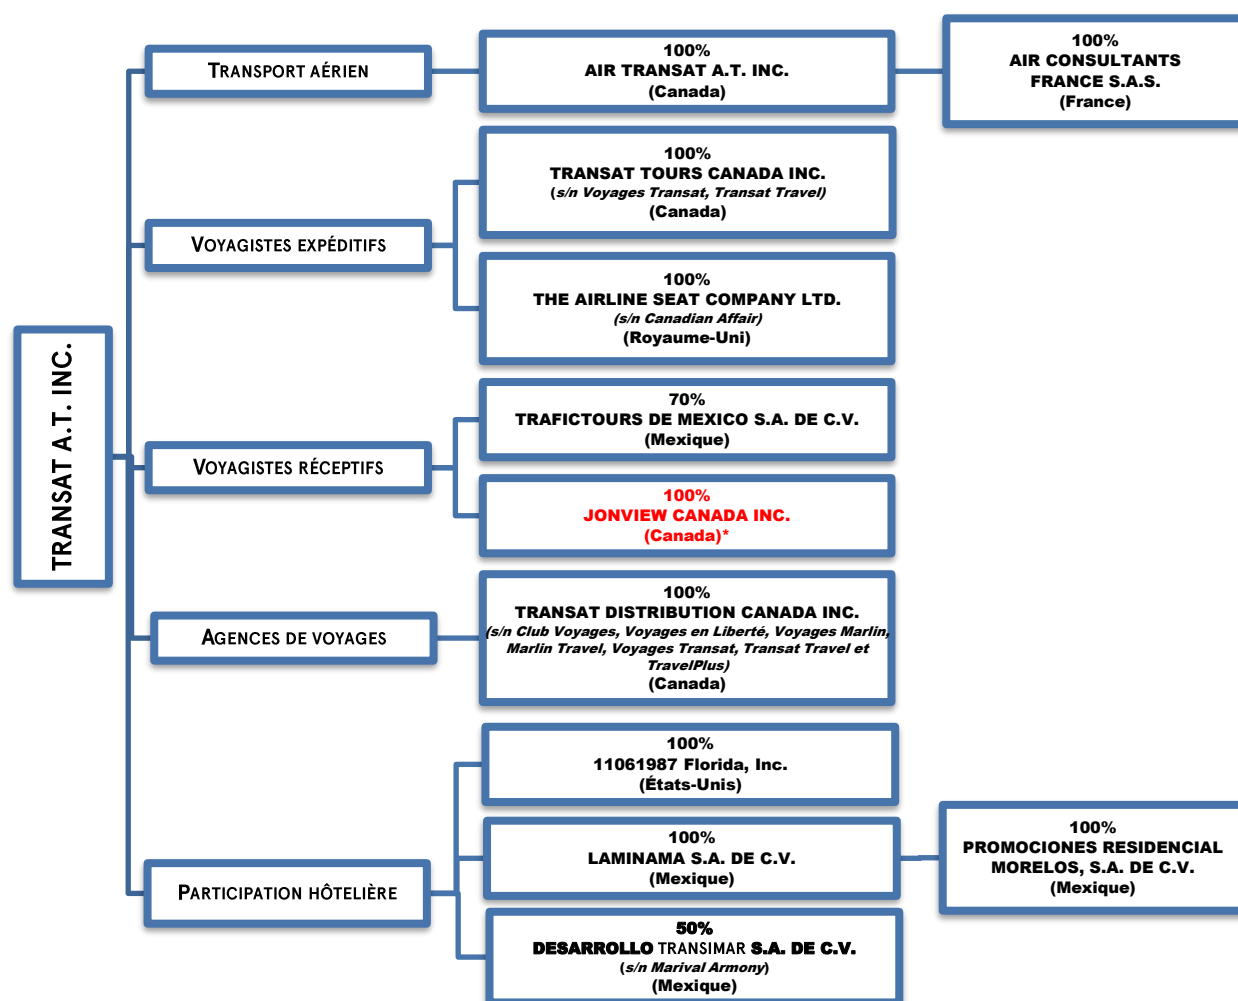 TRANSAT A.T. INC.
TRANSPORT AÉRIEN
100%
AIR TRANSAT A.T. INC.
(Canada)
100%
AIR CONSULTANTS
FRANCE S.A.S.
(France)
VOYAGISTES EXPÉDITIFS
100%
TRANSAT TOURS CANADA INC.
(s/n Voyages Transat, Transat Travel)
(Canada)
100%
THE AIRLINE SEAT COMPANY LTD.
(s/n Canadian Affair)
(Royaume-Uni)
VOYAGISTES RÉCEPTIFS
70%
TRAFICTOURS DE MEXICO S.A. DE C.V.
(Mexique)
100%
JONVIEW CANADA INC.
(Canada)*
AGENCES DE VOYAGES
100%
TRANSAT DISTRIBUTION CANADA INC.
(s/n Club Voyages, Voyages en Liberté, Voyages Marlin,
Marlin Travel, Voyages Transat, Transat Travel et
TravelPlus)
(Canada)
PARTICIPATION HÔTELIÈRE
100%
11061987 Florida, Inc.
(États-Unis)
100%
LAMINAMA S.A. DE C.V.
(Mexique)
100%
PROMOCIONES RESIDENCIAL
MORELOS, S.A. DE C.V.
(Mexique)
50%
DESARROLLO TRANSIMAR S.A. DE C.V.
(s/n Marival Armony)
(Mexique)